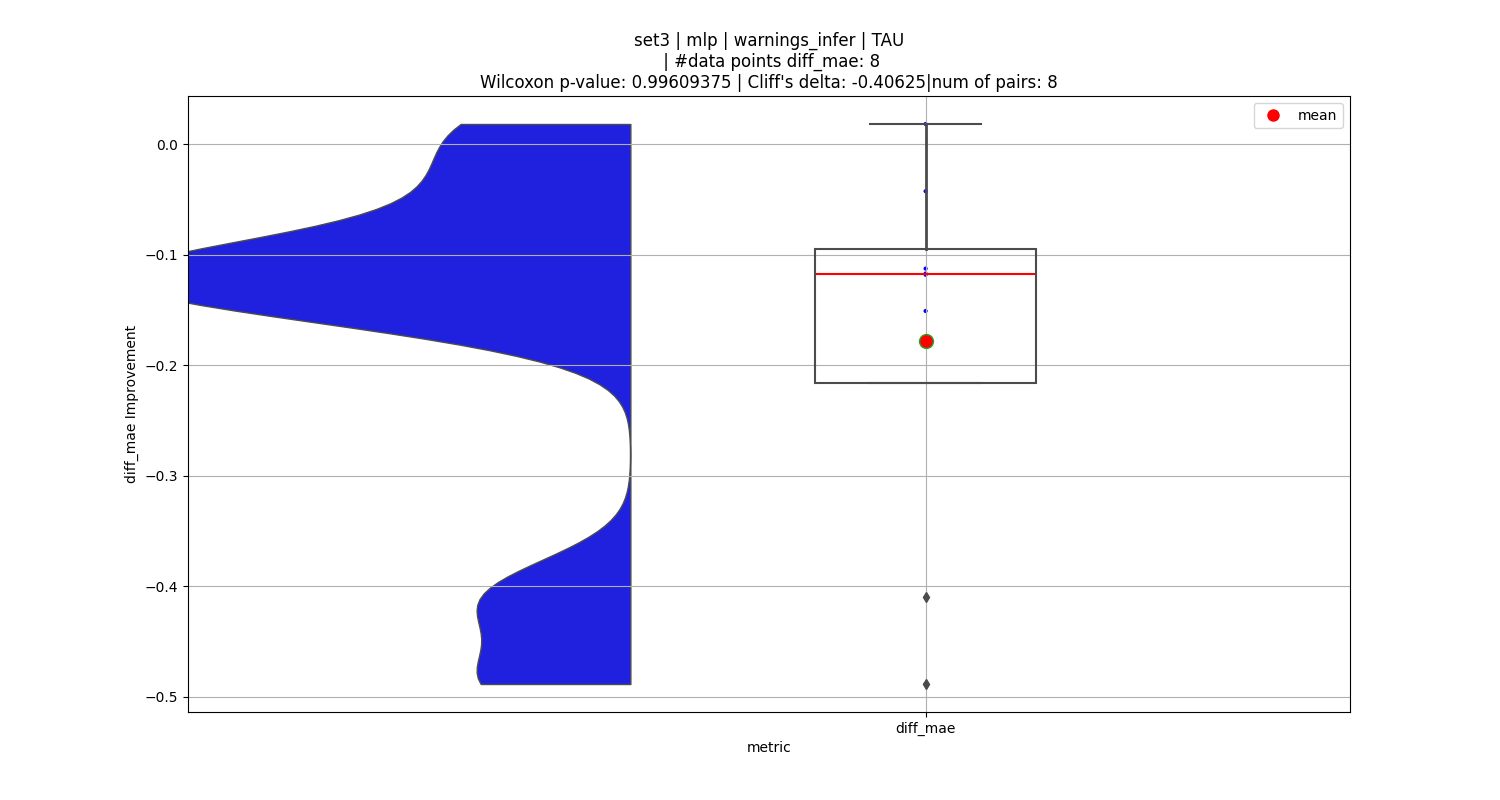 set3 | mlp | warnings_infer | TAU
| #data points diff_mae: 8
Wilcoxon p-value: 0.99609375 | Cliff's delta: -0.40625|num of pairs: 8
mean
0.0
−0.1
−0.2
−0.3
−0.4
−0.5
diff_mae Improvement
diff_mae
metric